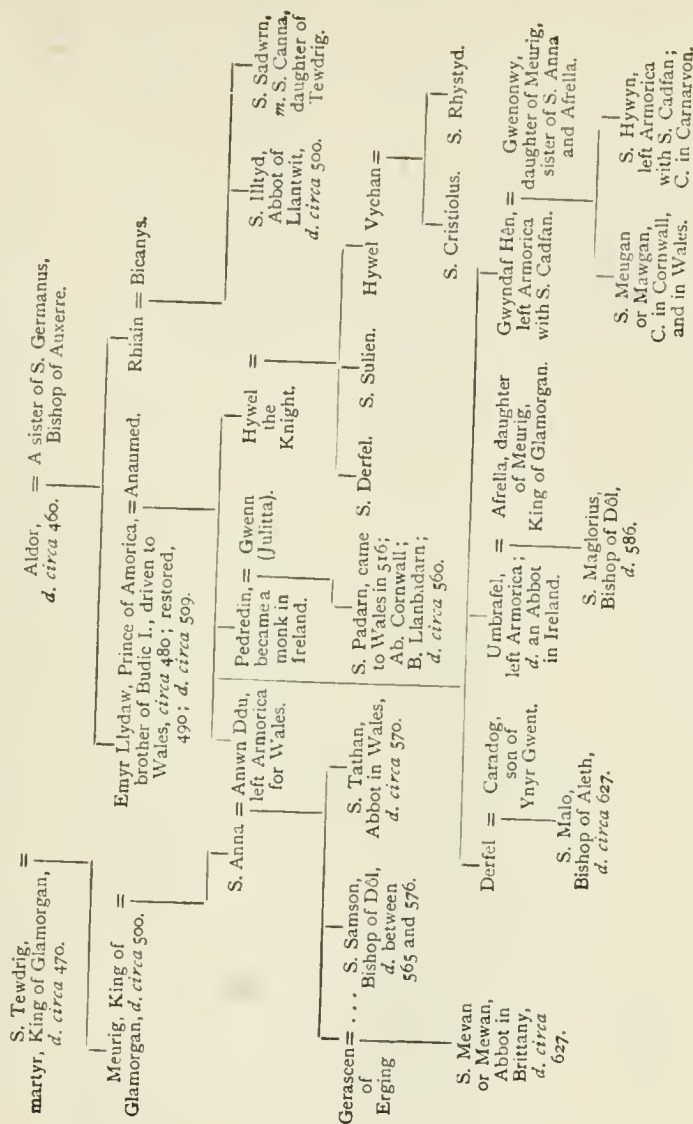 S. Tewdrig,
martyr, King of Glamorgan,
d. circa 470.
=
Aldor,
d. circa 460.
=
A sister of S. Germanus,
Bishop of Auxerre.
Meurig, King of
Glamorgan, d. circa 500.
=
Emyr Llydaw, Prince of Amorica,
brother of Budic I., driven to
Wales, circa 480; restored,
490; d. circa 509.
=
Anaumed.
Rhiain = Bicanys.
S. Anna = Amwn Ddu,
left Armorica
for Wales.
Pedredin,
became a
monk in
Ireland.
=
Gwenn
(Julitta).
Hywel
the
Knight.
=
S. Illtyd,
Abbot of
Llantwit,
d. circa 500.
S. Sadwrn,
m. S. Canna,
daughter of
Tewdrig.
Gerascen
of
Erging
= . . .
S. Samson,
Bishop of Dôl,
d. between
565 and 576.
S. Tathan,
Abbot in Wales,
d. circa 570.
S. Padarn, came
to Wales in 516;
Ab. Cornwall;
B. Llanbadarn;
d. circa 560.
S. Derfel.
S. Sulien.
Hywel Vychan =
S. Mevan
or Mewan,
Abbot in
Brittany,
d. circa
627.
S. Cristiolus.
S. Rhystyd.
Derfel = Caradog,
son of
Ynyr Gwent.
Umbrafel,
left Armorica;
d. an Abbot
in Ireland.
=
Afrella, daughter
of Meurig,
King of Glamorgan.
Gwyndaf Hên,
left Armorica
with S. Cadfan.
=
Gwenonwy,
daughter of Meurig,
sister of S. Anna
and Afrella.
S. Malo,
Bishop of Aleth,
d. circa 627.
S. Maglorius,
Bishop of Dôl,
d. 586.
S. Meugan
or Mawgan,
C. in Cornwall,
and in Wales.
S. Hywyn,
left Armorica
with S. Cadfan;
C. in Carnarvon.